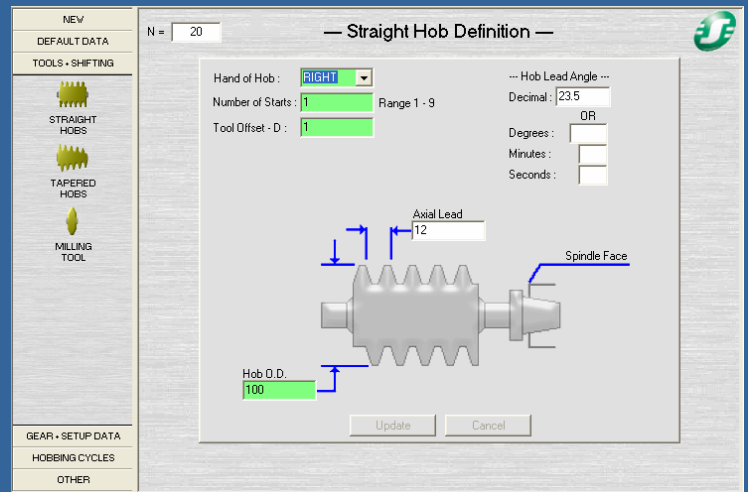 NEW
DEFAULT DATA
TOOLS • SHIFTING
STRAIGHT
HOBS
TAPERED
HOBS
MILLING
TOOL
GEAR • SETUP DATA
HOBBING CYCLES
OTHER
N = 20
— Straight Hob Definition —
Hand of Hob : RIGHT
Number of Starts : 1 Range 1 - 9
Tool Offset - D : 1
--- Hob Lead Angle ---
Decimal : 23.5
OR
Degrees :
Minutes :
Seconds :
Axial Lead
12
Spindle Face
Hob O.D.
100
Update Cancel